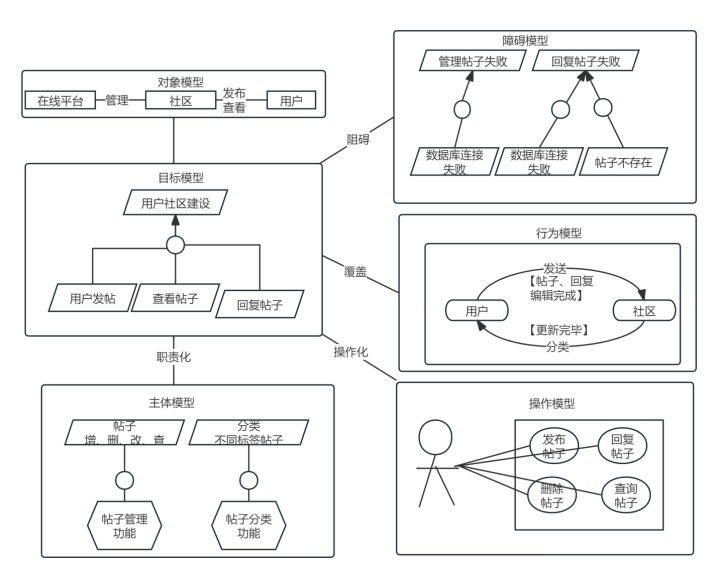 对象模型
在线平台
管理
社区
发布
查看
用户
障碍模型
管理帖子失败
回复帖子失败
数据库连接
失败
数据库连接
失败
帖子不存在
阻碍
目标模型
用户社区建设
用户发帖
查看帖子
回复帖子
覆盖
行为模型
发送
【帖子、回复
编辑完成】
用户
社区
【更新完毕】
分类
职责化
操作化
主体模型
帖子
增、删、改、查
分类
不同标签帖子
帖子管理
功能
帖子分类
功能
操作模型
发布
帖子
回复
帖子
删除
帖子
查询
帖子